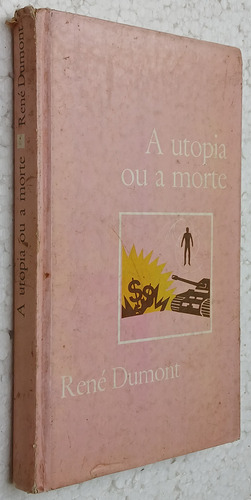 A utopia ou a morte René Dumont
A utopia
ou a morte
$
René Dumont